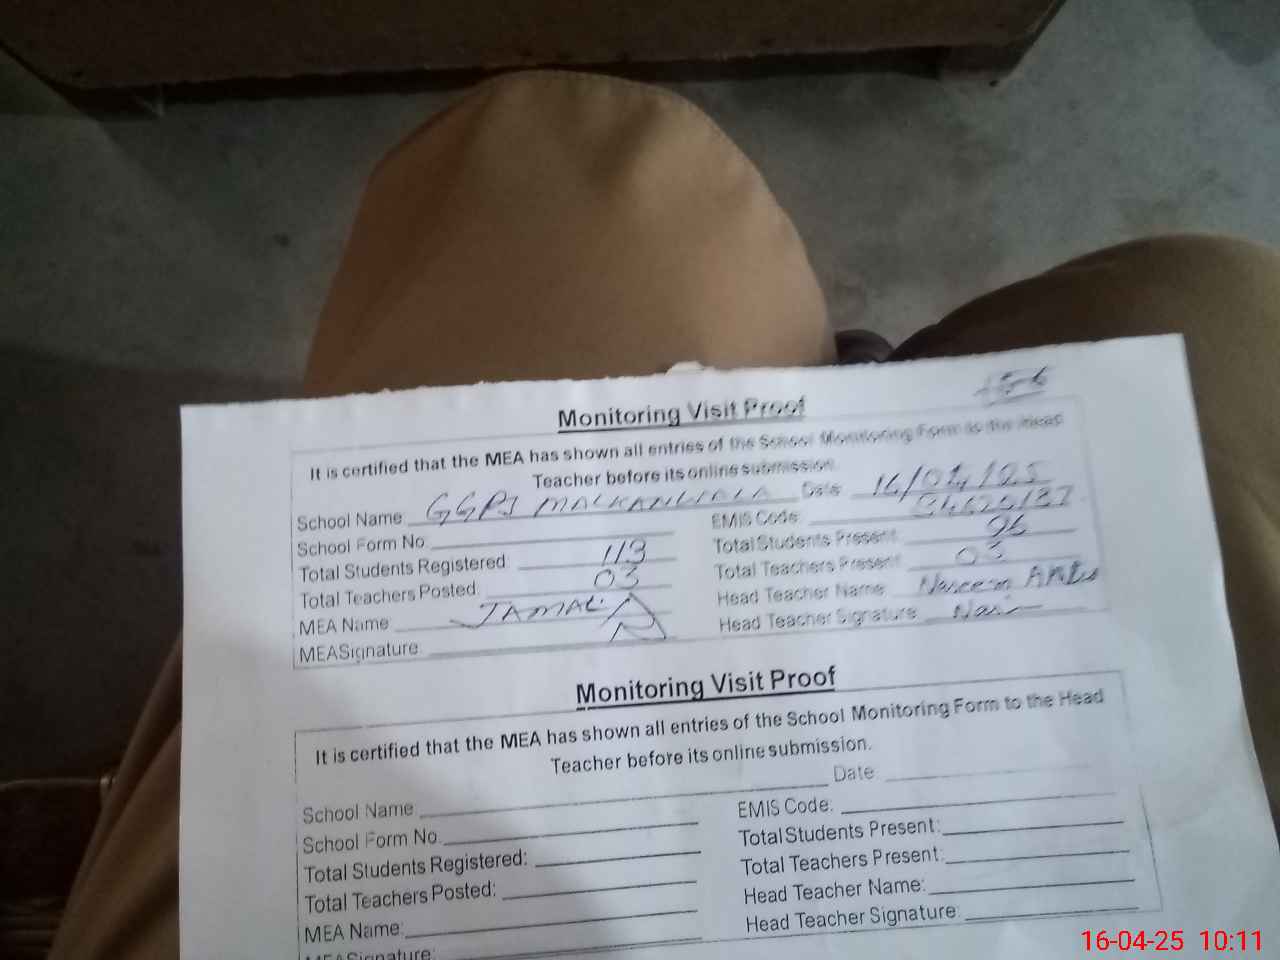 Monitoring Visit Proof
It is certified that the MEA has shown all entries of the School Monitoring Form to the Head
Teacher before its online submission.
School Name: GGPS Date: 16/04/25
School Form No. EMIS Code:
Total Students Registered: 113 Total Students Present: 96
Total Teachers Posted: 03 Total Teachers Present: 03
MEA Name JAMAL Head Teacher Name: Naseem
MEASignature: Head Teacher Signature:
Monitoring Visit Proof
It is certified that the MEA has shown all entries of the School Monitoring Form to the Head
Teacher before its online submission.
School Name Date:
School Form No. EMIS Code:
Total Students Registered: Total Students Present:
Total Teachers Posted: Total Teachers Present:
MEA Name: Head Teacher Name:
MEASignature: Head Teacher Signature:
16-04-25 10:11